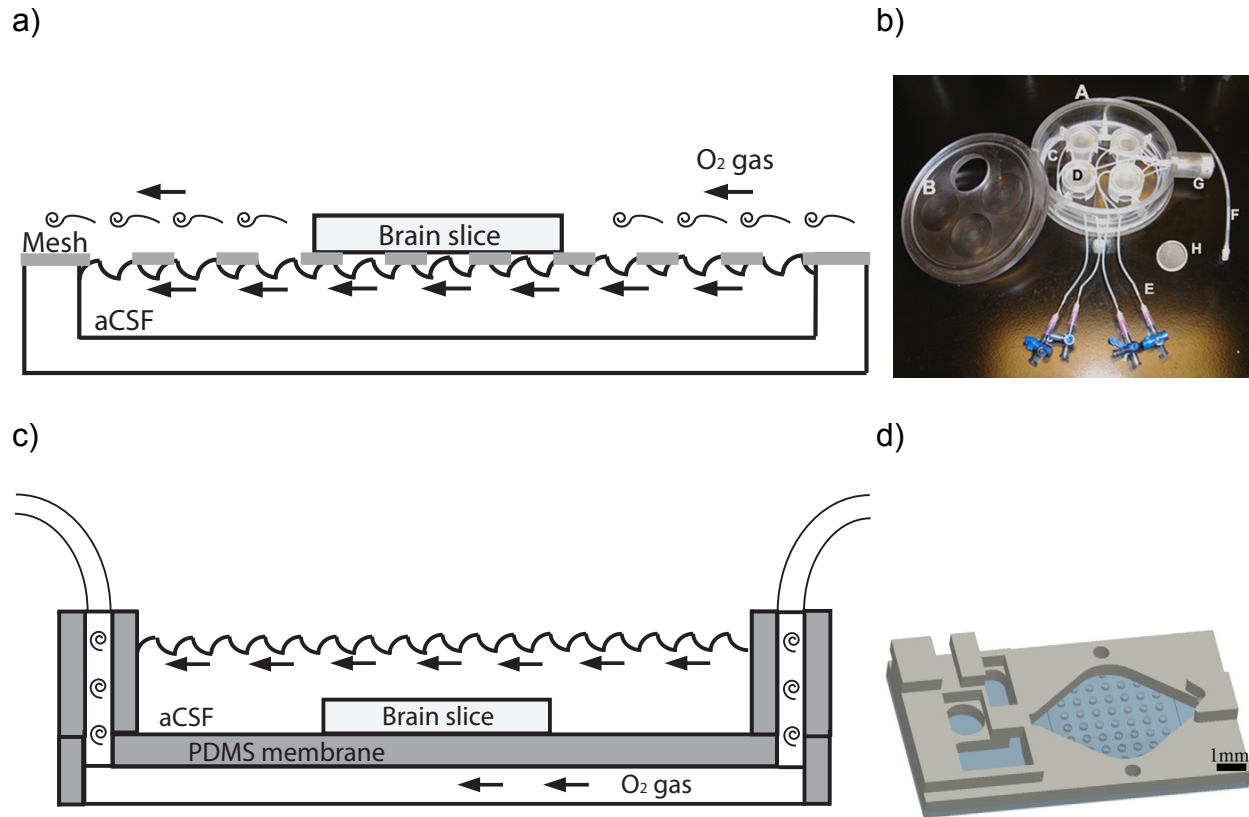 a)
b)
O2 gas
Mesh
Brain slice
aCSF
A
B
C
D
G
F
H
E
c)
d)
aCSF
Brain slice
PDMS membrane
O2 gas
1mm